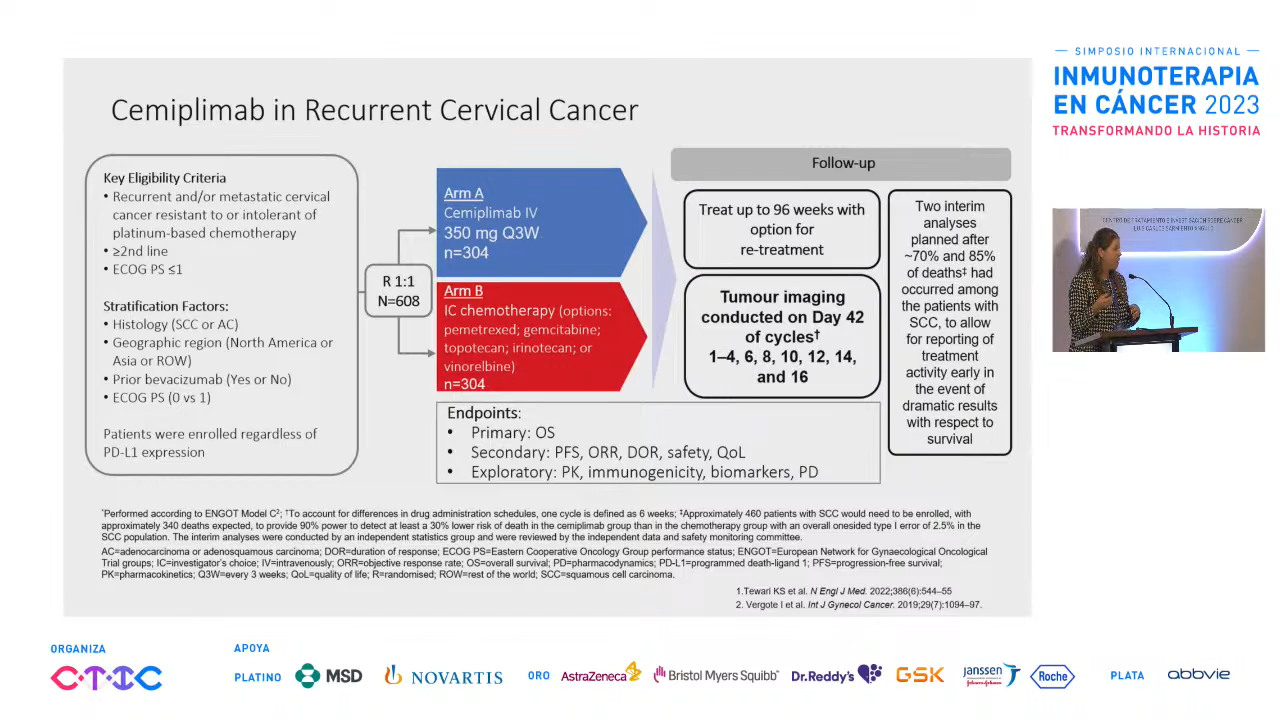 Cemiplimab in Recurrent Cervical Cancer
Key Eligibility Criteria
• Recurrent and/or metastatic cervical
cancer resistant to or intolerant of
platinum-based chemotherapy
• ≥2nd line
• ECOG PS ≤1
Stratification Factors:
• Histology (SCC or AC)
• Geographic region (North America or
Asia or ROW)
• Prior bevacizumab (Yes or No)
• ECOG PS (0 vs 1)
Patients were enrolled regardless of
PD-L1 expression
R 1:1
N=608
Arm A
Cemiplimab IV
350 mg Q3W
n=304
Arm B
IC chemotherapy (options:
pemetrexed; gemcitabine;
topotecan; irinotecan; or
vinorelbine)
n=304
Follow-up
Treat up to 96 weeks with
option for
re-treatment
Tumour imaging
conducted on Day 42
of cycles†
1–4, 6, 8, 10, 12, 14,
and 16
Two interim
analyses
planned after
~70% and 85%
of deaths‡ had
occurred among
the patients with
SCC, to allow
for reporting of
treatment
activity early in
the event of
dramatic results
with respect to
survival
Endpoints:
• Primary: OS
• Secondary: PFS, ORR, DOR, safety, QoL
• Exploratory: PK, immunogenicity, biomarkers, PD
*Performed according to ENGOT Model C²; †To account for differences in drug administration schedules, one cycle is defined as 6 weeks; ‡Approximately 460 patients with SCC would need to be enrolled, with
approximately 340 deaths expected, to provide 90% power to detect at least a 30% lower risk of death in the cemiplimab group than in the chemotherapy group with an overall onesided type I error of 2.5% in the
SCC population. The interim analyses were conducted by an independent statistics group and were reviewed by the independent data and safety monitoring committee.
AC=adenocarcinoma or adenosquamous carcinoma; DOR=duration of response; ECOG PS=Eastern Cooperative Oncology Group performance status; ENGOT=European Network for Gynaecological Oncological
Trial groups; IC=investigator's choice; IV=intravenously; ORR=objective response rate; OS=overall survival; PD=pharmacodynamics; PD-L1=programmed death-ligand 1; PFS=progression-free survival;
PK=pharmacokinetics; Q3W=every 3 weeks; QoL=quality of life; R=randomised; ROW=rest of the world; SCC=squamous cell carcinoma.
1.Tewari KS et al. N Engl J Med. 2022;386(6):544–55
2. Vergote I et al. Int J Gynecol Cancer. 2019;29(7):1094–97.
SIMPOSIO INTERNACIONAL
INMUNOTERAPIA
EN CÁNCER 2023
TRANSFORMANDO LA HISTORIA
CENTRO DE TRATAMIENTO E INVESTIGACIÓN SOBRE CÁNCER
LUIS CARLOS SARMIENTO ANGULO
ORGANIZA
CTIC
APOYA
PLATINO
MSD
NOVARTIS
ORO
AstraZeneca
Bristol Myers Squibb™
Dr.Reddy's
GSK
Janssen
Johnson&Johnson
Roche
PLATA
abbvie